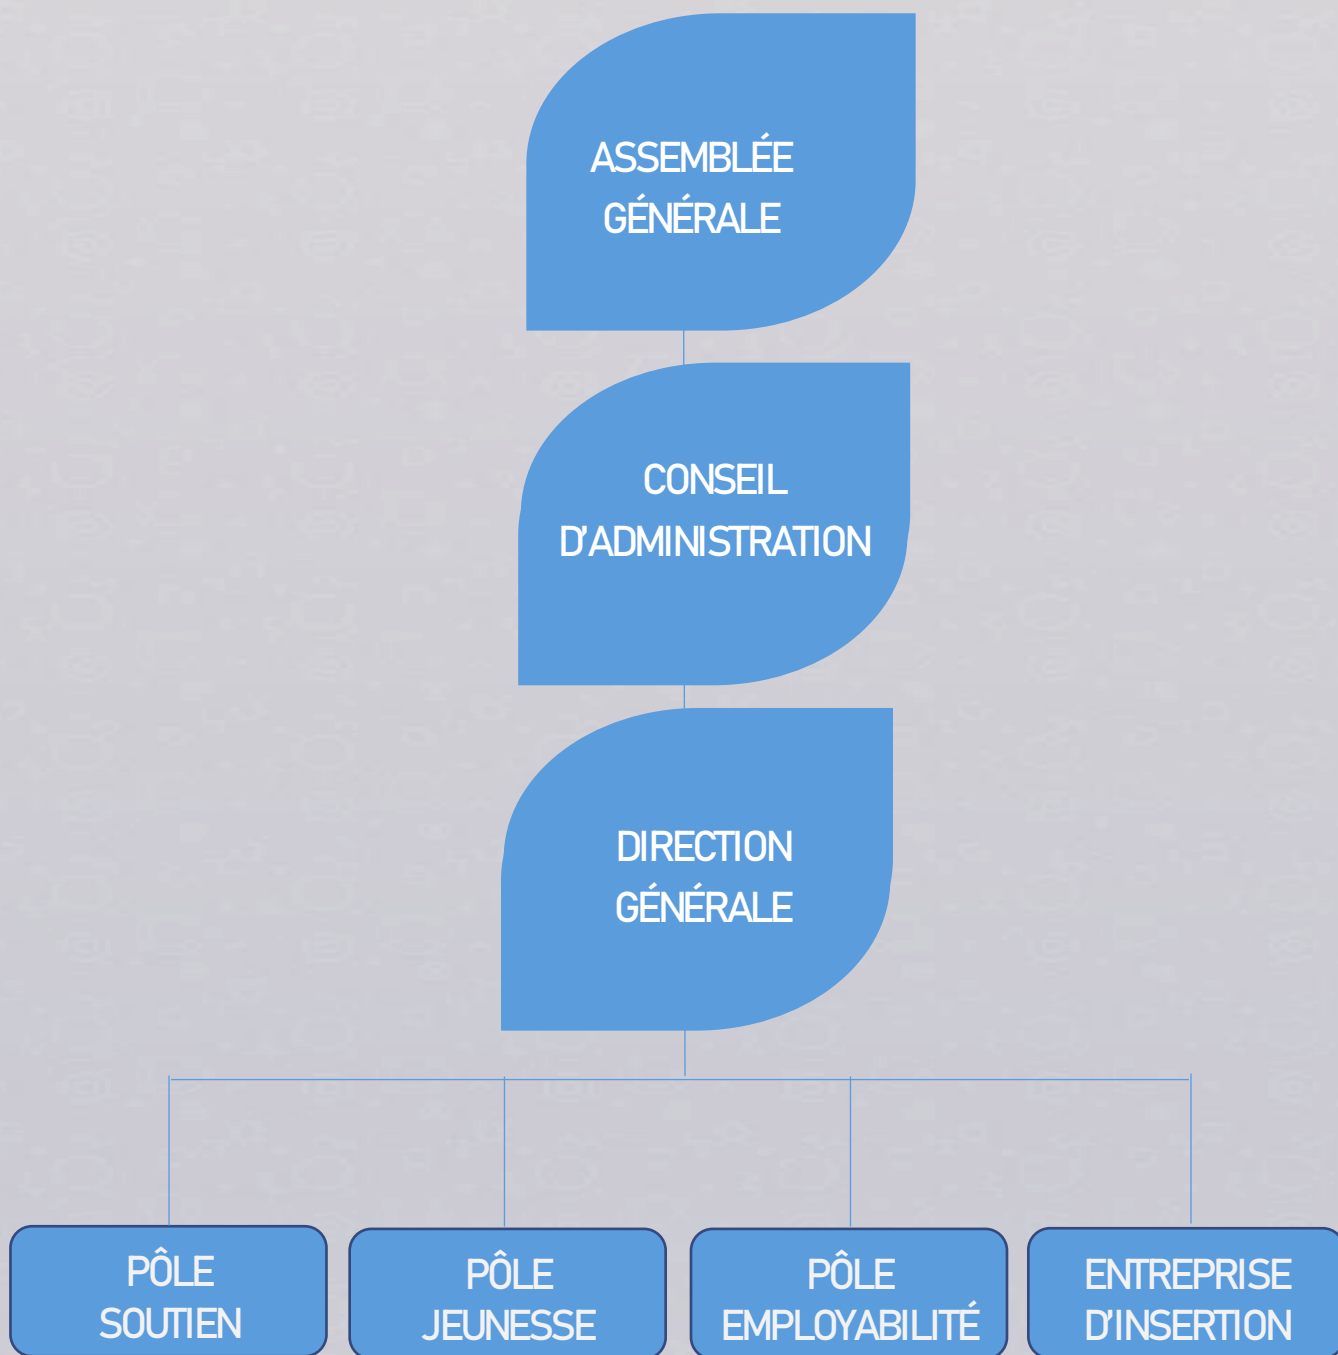 ASSEMBLÉE
GÉNÉRALE
CONSEIL
D'ADMINISTRATION
DIRECTION
GÉNÉRALE
PÔLE
SOUTIEN
PÔLE
JEUNESSE
PÔLE
EMPLOYABILITÉ
ENTREPRISE
D'INSERTION